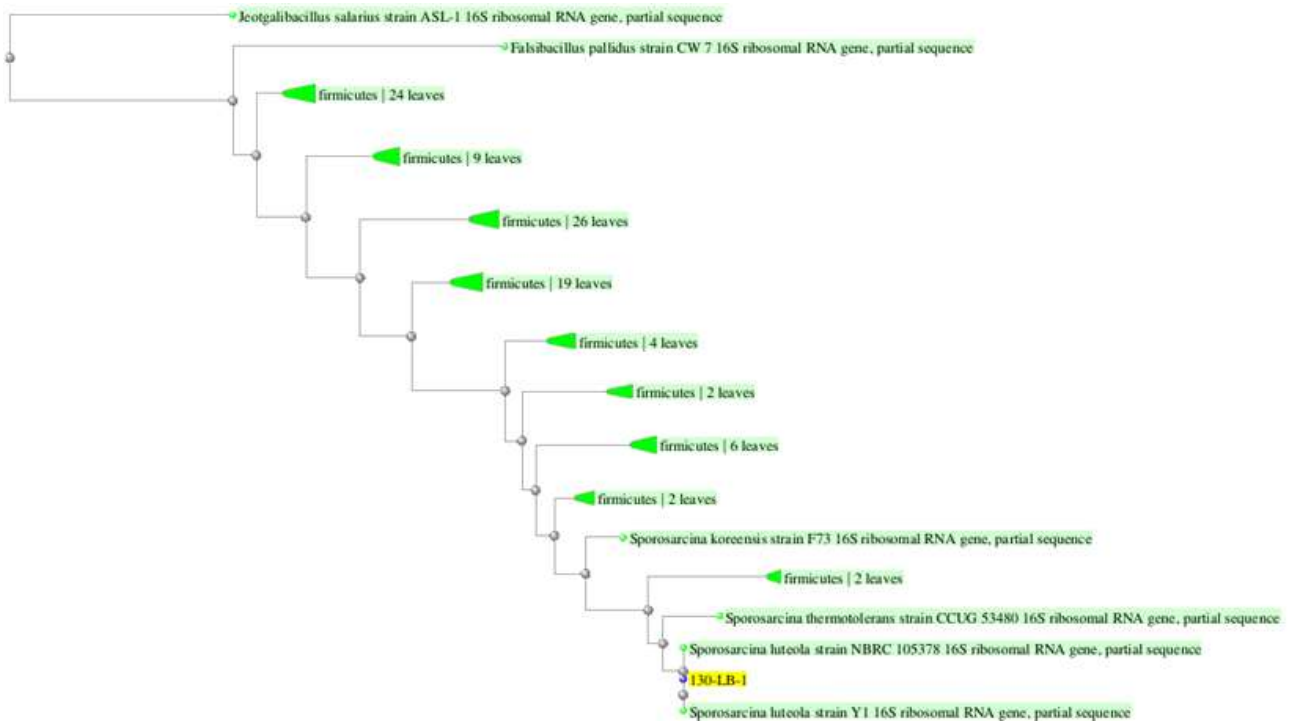 Jeotgalibacillus salarius strain ASL-1 16S ribosomal RNA gene, partial sequence
Falsibacillus pallidus strain CW 7 16S ribosomal RNA gene, partial sequence
firmicutes | 24 leaves
firmicutes | 9 leaves
firmicutes | 26 leaves
firmicutes | 19 leaves
firmicutes | 4 leaves
firmicutes | 2 leaves
firmicutes | 6 leaves
firmicutes | 2 leaves
Sporosarcina koreensis strain F73 16S ribosomal RNA gene, partial sequence
firmicutes | 2 leaves
Sporosarcina thermotolerans strain CCUG 53480 16S ribosomal RNA gene, partial sequence
Sporosarcina luteola strain NBRC 105378 16S ribosomal RNA gene, partial sequence
130-LB-1
Sporosarcina luteola strain Y1 16S ribosomal RNA gene, partial sequence